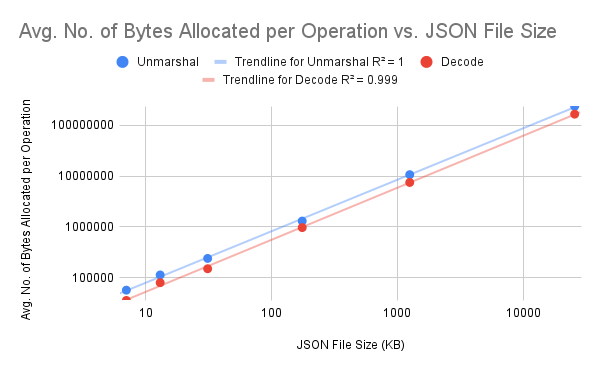 Avg. No. of Bytes Allocated per Operation vs. JSON File Size
Unmarshal Trendline for Unmarshal R² = 1 Decode
Trendline for Decode R² = 0.999
Avg. No. of Bytes Allocated per Operation
100000000
10000000
1000000
100000
10 100 1000 10000
JSON File Size (KB)